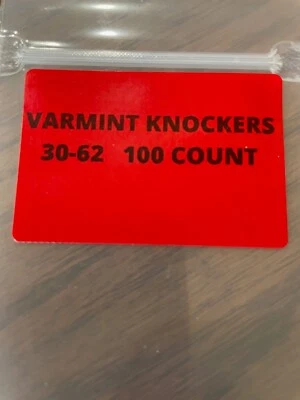 VARMINT KNOCKERS
30-62 100 COUNT